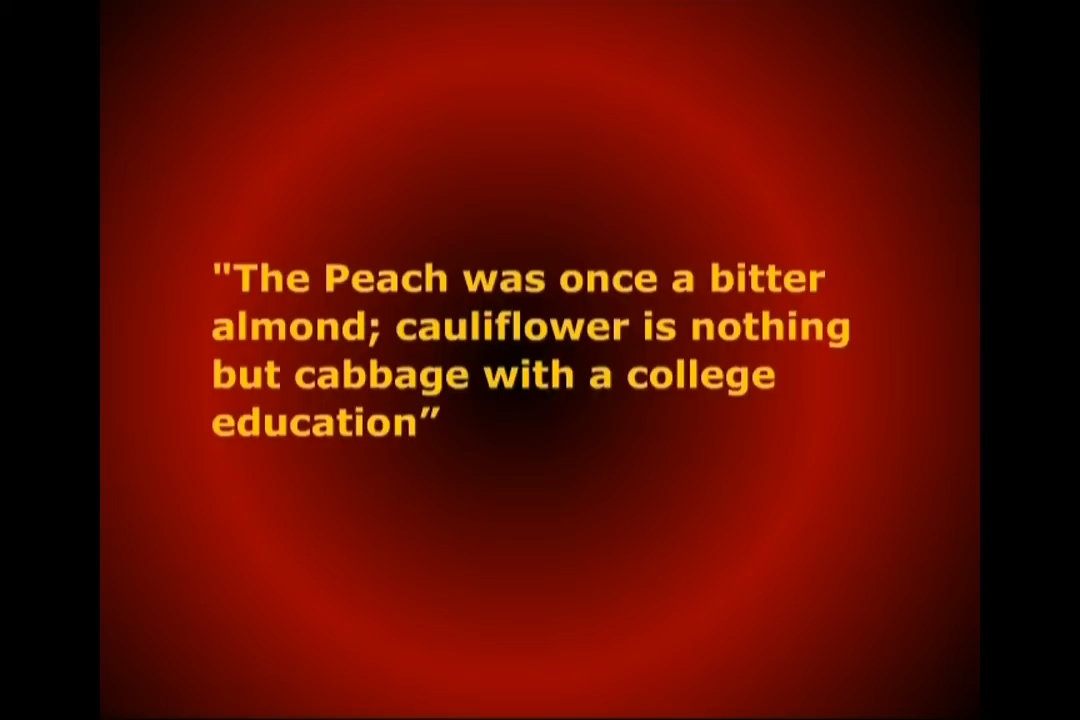 "The Peach was once a bitter
almond; cauliflower is nothing
but cabbage with a college
education”